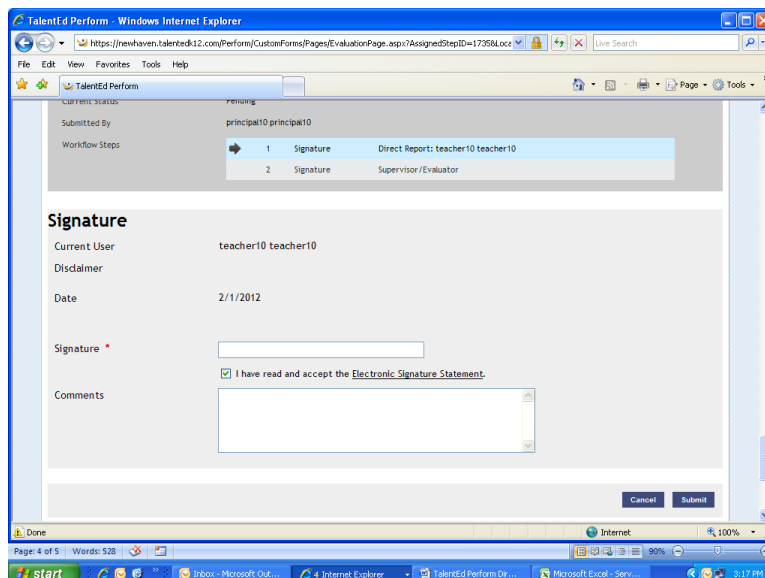 TalentEd Perform - Windows Internet Explorer
https://newhaven.talentedk12.com/Perform/CustomForms/Pages/EvaluationPage.aspx?AssignedStepID=1735&Loca
Live Search
File Edit View Favorites Tools Help
TalentEd Perform
Page Tools
Current Status Pending
Submitted By principal10 principal10
Workflow Steps 1 Signature Direct Report: teacher10 teacher10
2 Signature Supervisor/Evaluator
Signature
Current User teacher10 teacher10
Disclaimer
Date 2/1/2012
Signature *
I have read and accept the Electronic Signature Statement.
Comments
Cancel Submit
Done Internet 100%
Page: 4 of 5 Words: 528 90%
start Inbox - Microsoft Out... 4 Internet Explorer TalentEd Perform Dir... Microsoft Excel - Serv... 3:17 PM